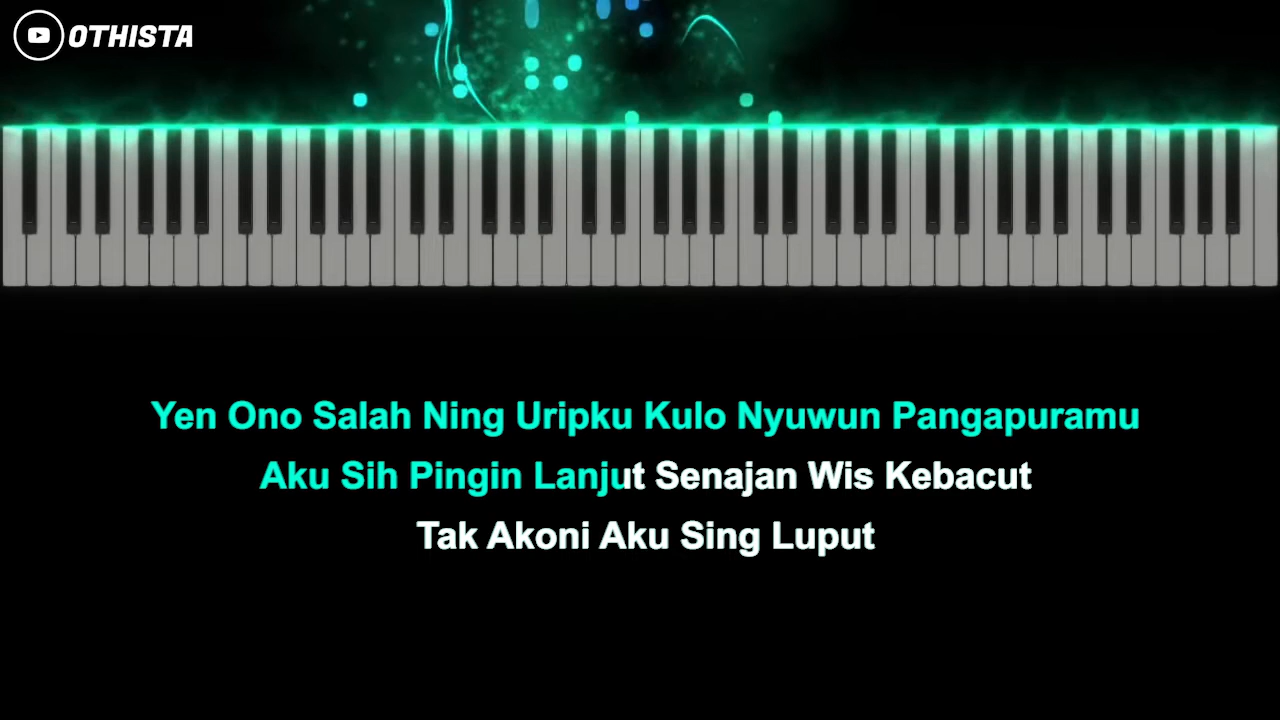 OTHISTA
Yen Ono Salah Ning Uripku Kulo Nyuwun Pangapuramu
Aku Sih Pingin Lanjut Senajan Wis Kebacut
Tak Akoni Aku Sing Luput